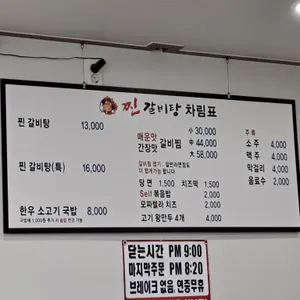 찐 갈비탕 차림표
찐 갈비탕 13,000
찐 갈비탕(특) 16,000
한우 소고기 국밥 8,000
매운맛
간장맛 갈비찜
小 30,000
中 44,000
大 58,000
당 면 1,500 치즈떡 1,500
Self 볶음밥 2,000
모짜렐라 치즈 2,000
고기 왕만두 4개 4,000
주 류
소 주 4,000
맥 주 4,000
막걸리 4,000
음료수 2,000
닫는시간 PM 9:00
마지막주문 PM 8:20
브레이크 없음, 연중무휴